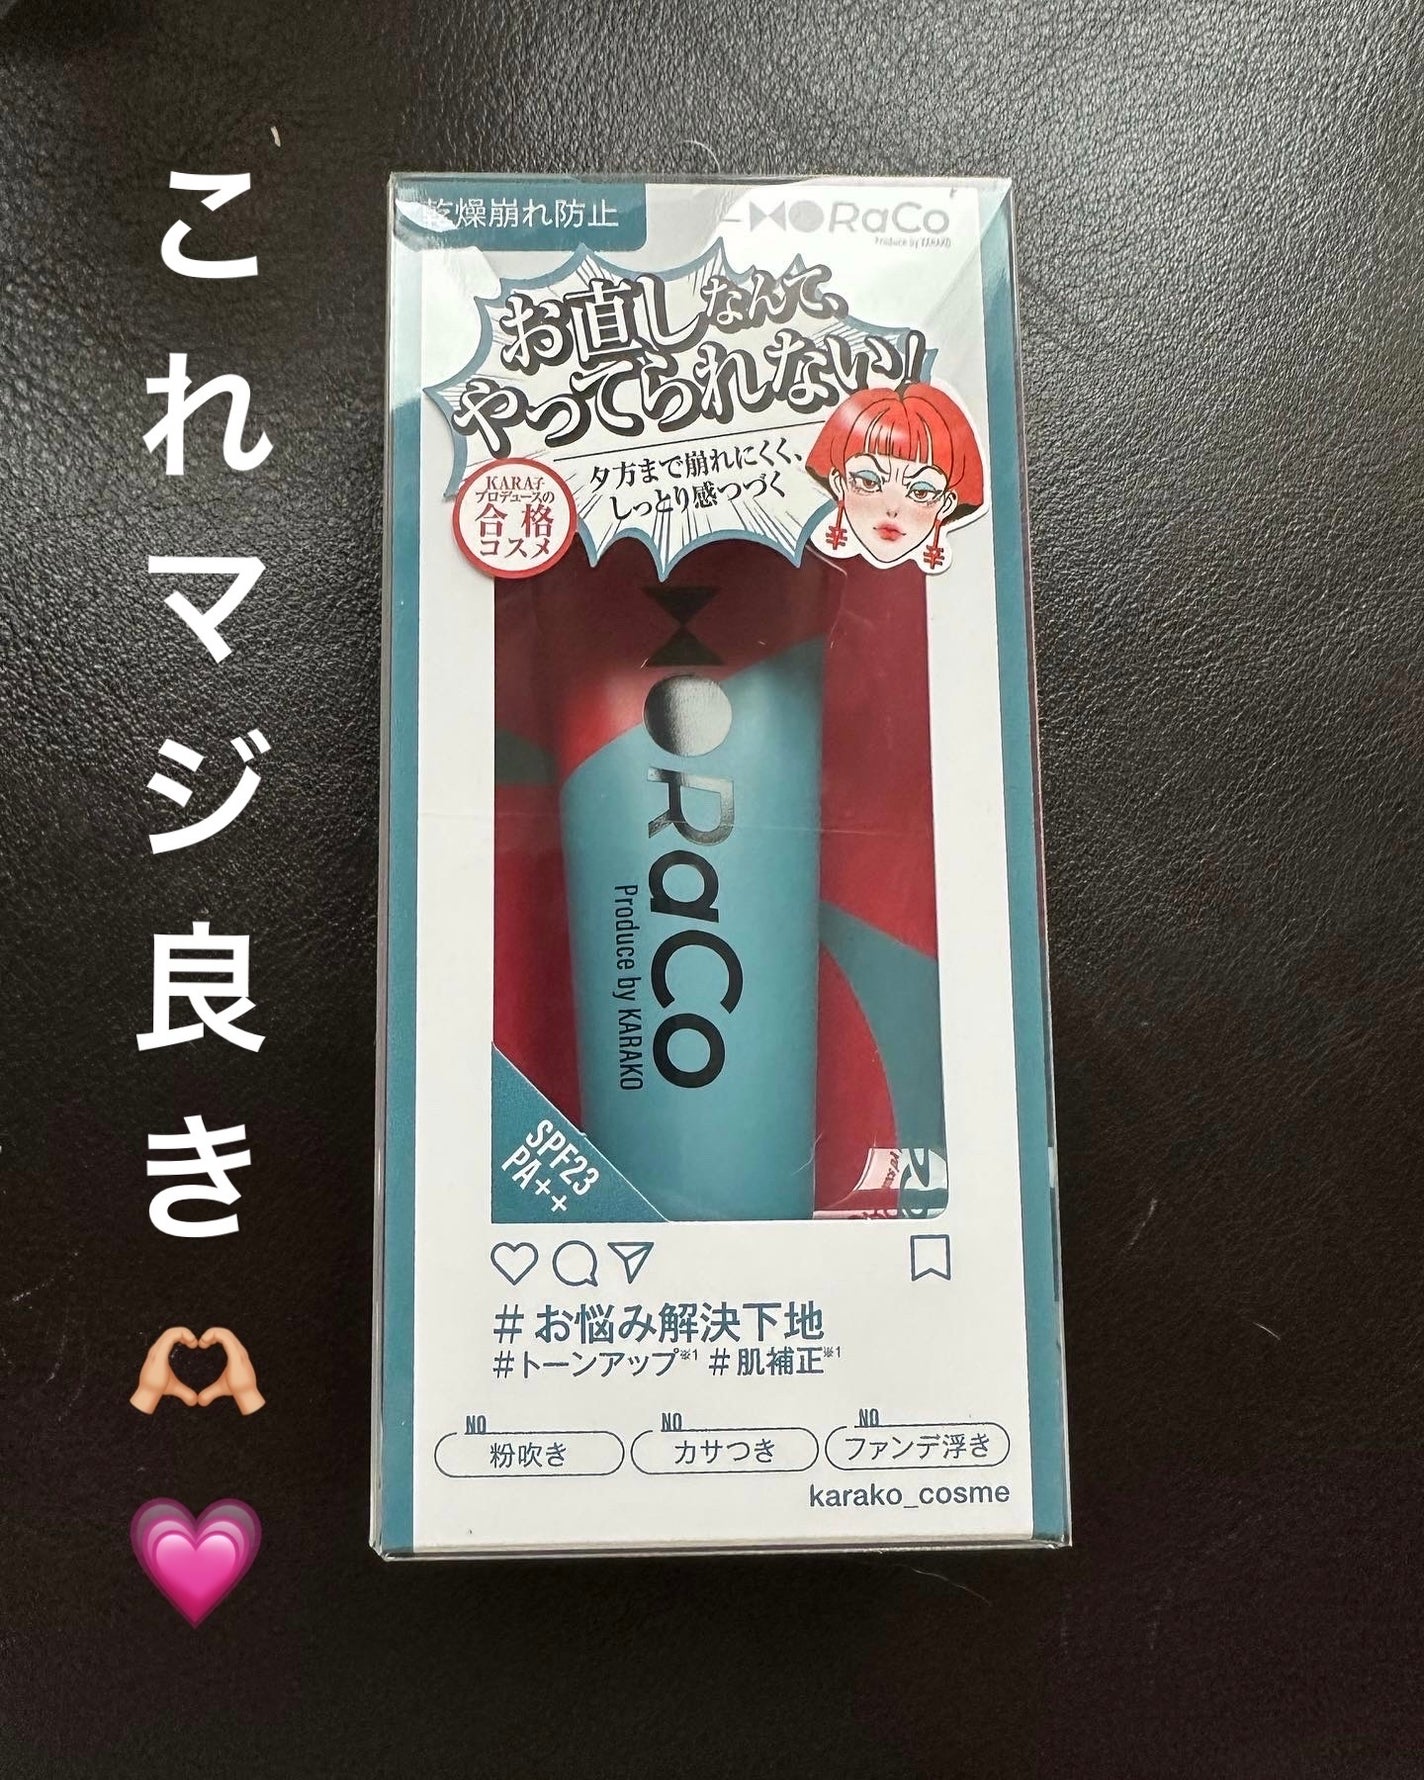 これマジ良き🫶🏼💗
乾燥崩れ防止
RaCo
Produce by KARAKO
お直しなんて、
やってられない!
夕方まで崩れにくく、
しっとり感つづく
KARA子
プロデュースの
合格
コスメ
RaCo
Produce by KARAKO
SPF23
PA++
#お悩み解決下地
#トーンアップ※1 #肌補正※1
NO 粉吹き
NO カサつき
NO ファンデ浮き
karako_cosme